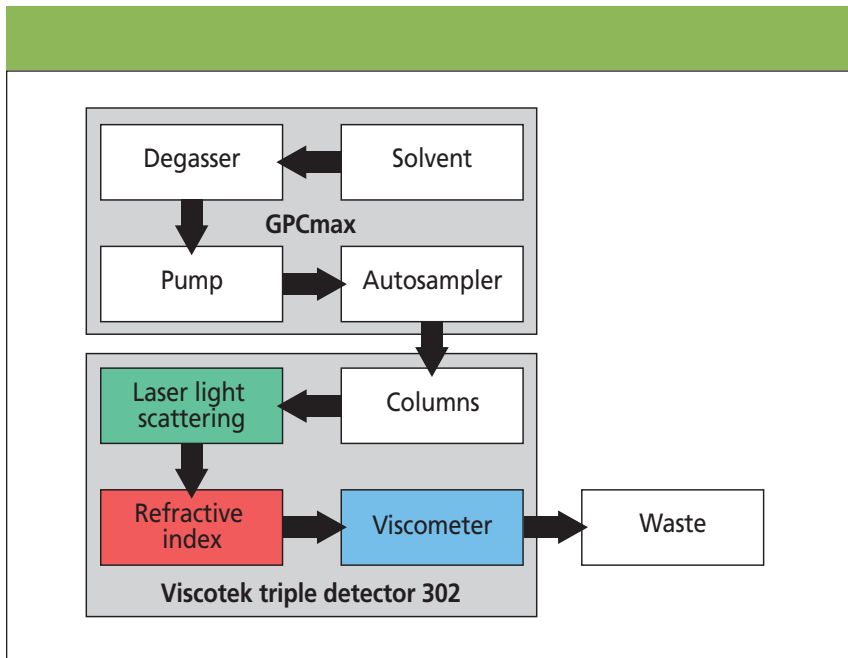 Degasser
Solvent
GPCmax
Pump
Autosampler
Laser light
scattering
Columns
Refractive
index
Viscometer
Waste
Viscotek triple detector 302